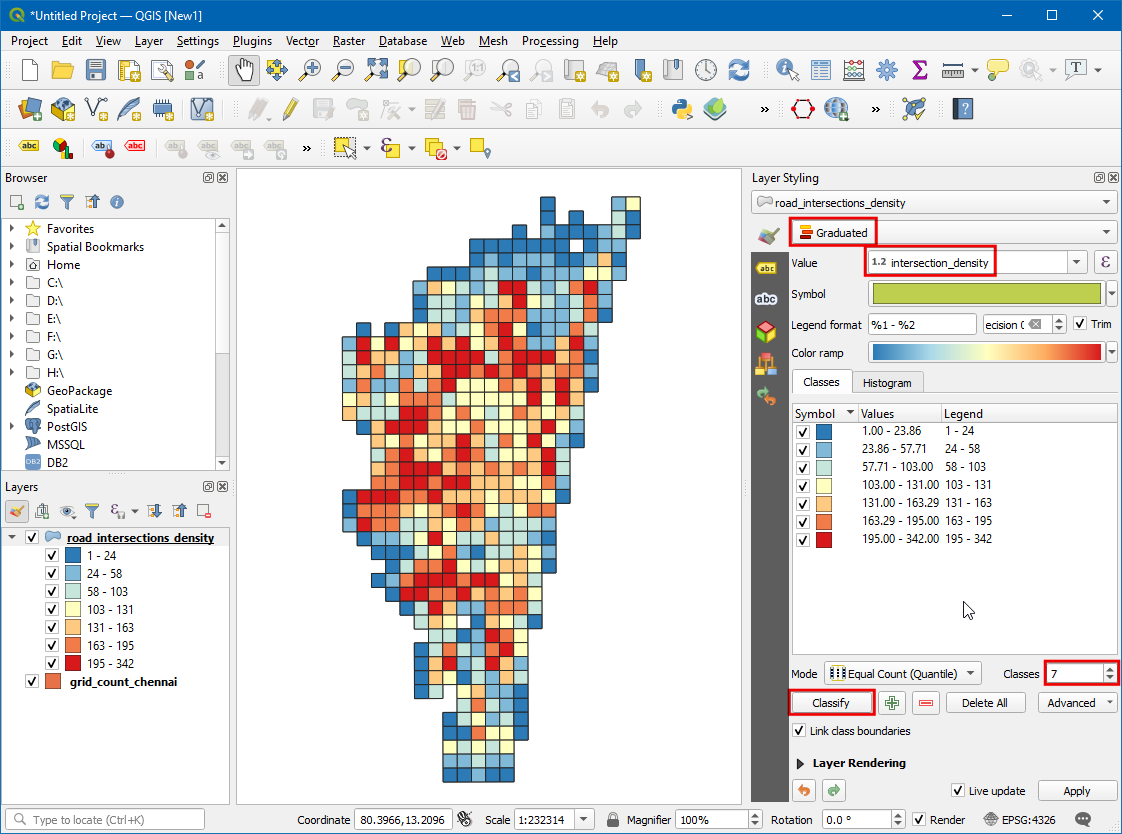 *Untitled Project — QGIS [New1]
Project Edit View Layer Settings Plugins Vector Raster Database Web Mesh Processing Help
Browser
Favorites
Spatial Bookmarks
Home
C:\
D:\
E:\
F:\
G:\
H:\
GeoPackage
SpatiaLite
PostGIS
MSSQL
DB2
Layers
road_intersections_density
1 - 24
24 - 58
58 - 103
103 - 131
131 - 163
163 - 195
195 - 342
grid_count_chennai
Layer Styling
road_intersections_density
Graduated
Value 1.2 intersection_density ε
Symbol
Legend format %1 - %2 ecision 0 Trim
Color ramp
Classes Histogram
Symbol Values Legend
1.00 - 23.86 1 - 24
23.86 - 57.71 24 - 58
57.71 - 103.00 58 - 103
103.00 - 131.00 103 - 131
131.00 - 163.29 131 - 163
163.29 - 195.00 163 - 195
195.00 - 342.00 195 - 342
Mode Equal Count (Quantile) Classes 7
Classify Delete All Advanced
Link class boundaries
Layer Rendering
Live update Apply
Type to locate (Ctrl+K) Coordinate 80.3966,13.2096 Scale 1:232314 Magnifier 100% Rotation 0.0 ° Render EPSG:4326